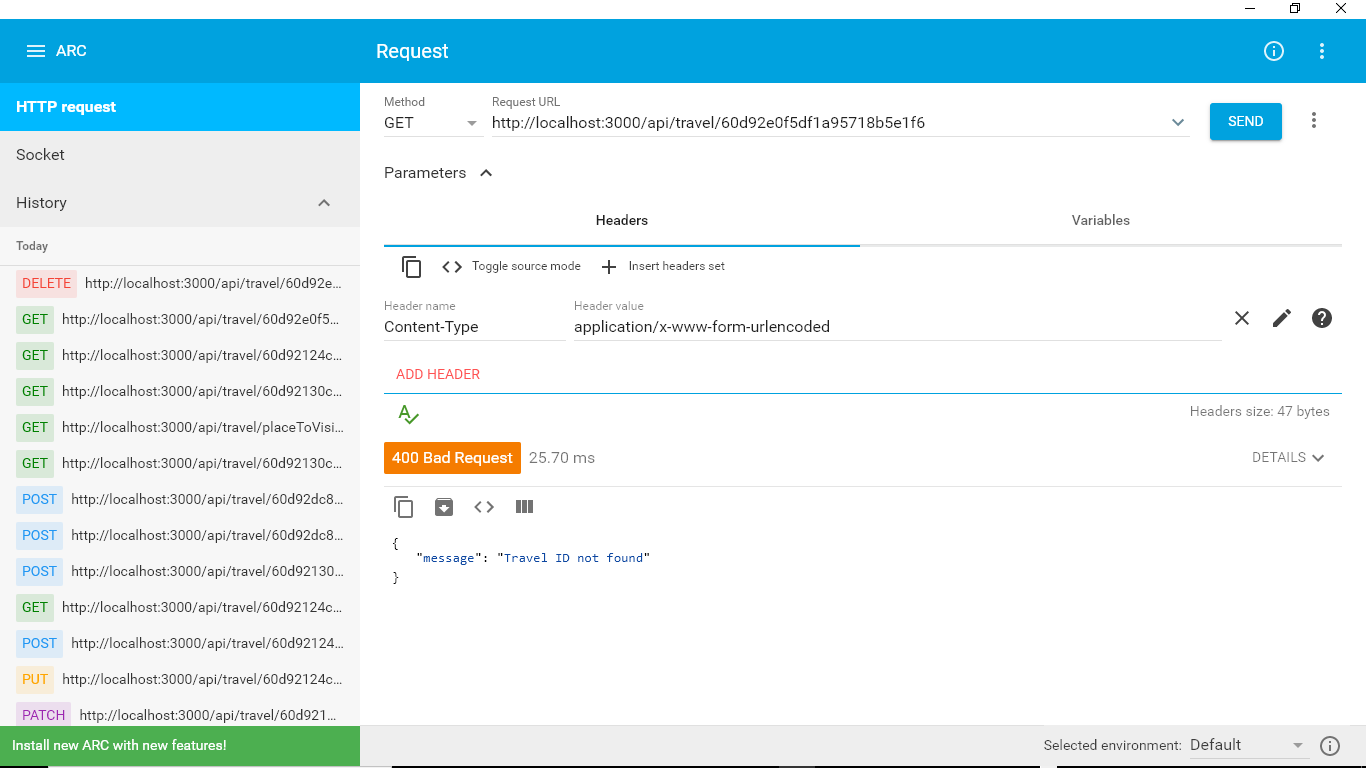 ARC
Request
HTTP request
Socket
History
Today
DELETE http://localhost:3000/api/travel/60d92e...
GET http://localhost:3000/api/travel/60d92e0f5...
GET http://localhost:3000/api/travel/60d92124c...
GET http://localhost:3000/api/travel/60d92130c...
GET http://localhost:3000/api/travel/placeToVisi...
GET http://localhost:3000/api/travel/60d92130c...
POST http://localhost:3000/api/travel/60d92dc8...
POST http://localhost:3000/api/travel/60d92dc8...
POST http://localhost:3000/api/travel/60d92130...
GET http://localhost:3000/api/travel/60d92124c...
POST http://localhost:3000/api/travel/60d92124...
PUT http://localhost:3000/api/travel/60d92124c...
PATCH http://localhost:3000/api/travel/60d921...
Install new ARC with new features!
Method
GET
Request URL
http://localhost:3000/api/travel/60d92e0f5df1a95718b5e1f6
SEND
Parameters
Headers
Variables
Toggle source mode
Insert headers set
Header name
Content-Type
Header value
application/x-www-form-urlencoded
ADD HEADER
Headers size: 47 bytes
400 Bad Request
25.70 ms
DETAILS
{
"message": "Travel ID not found"
}
Selected environment: Default